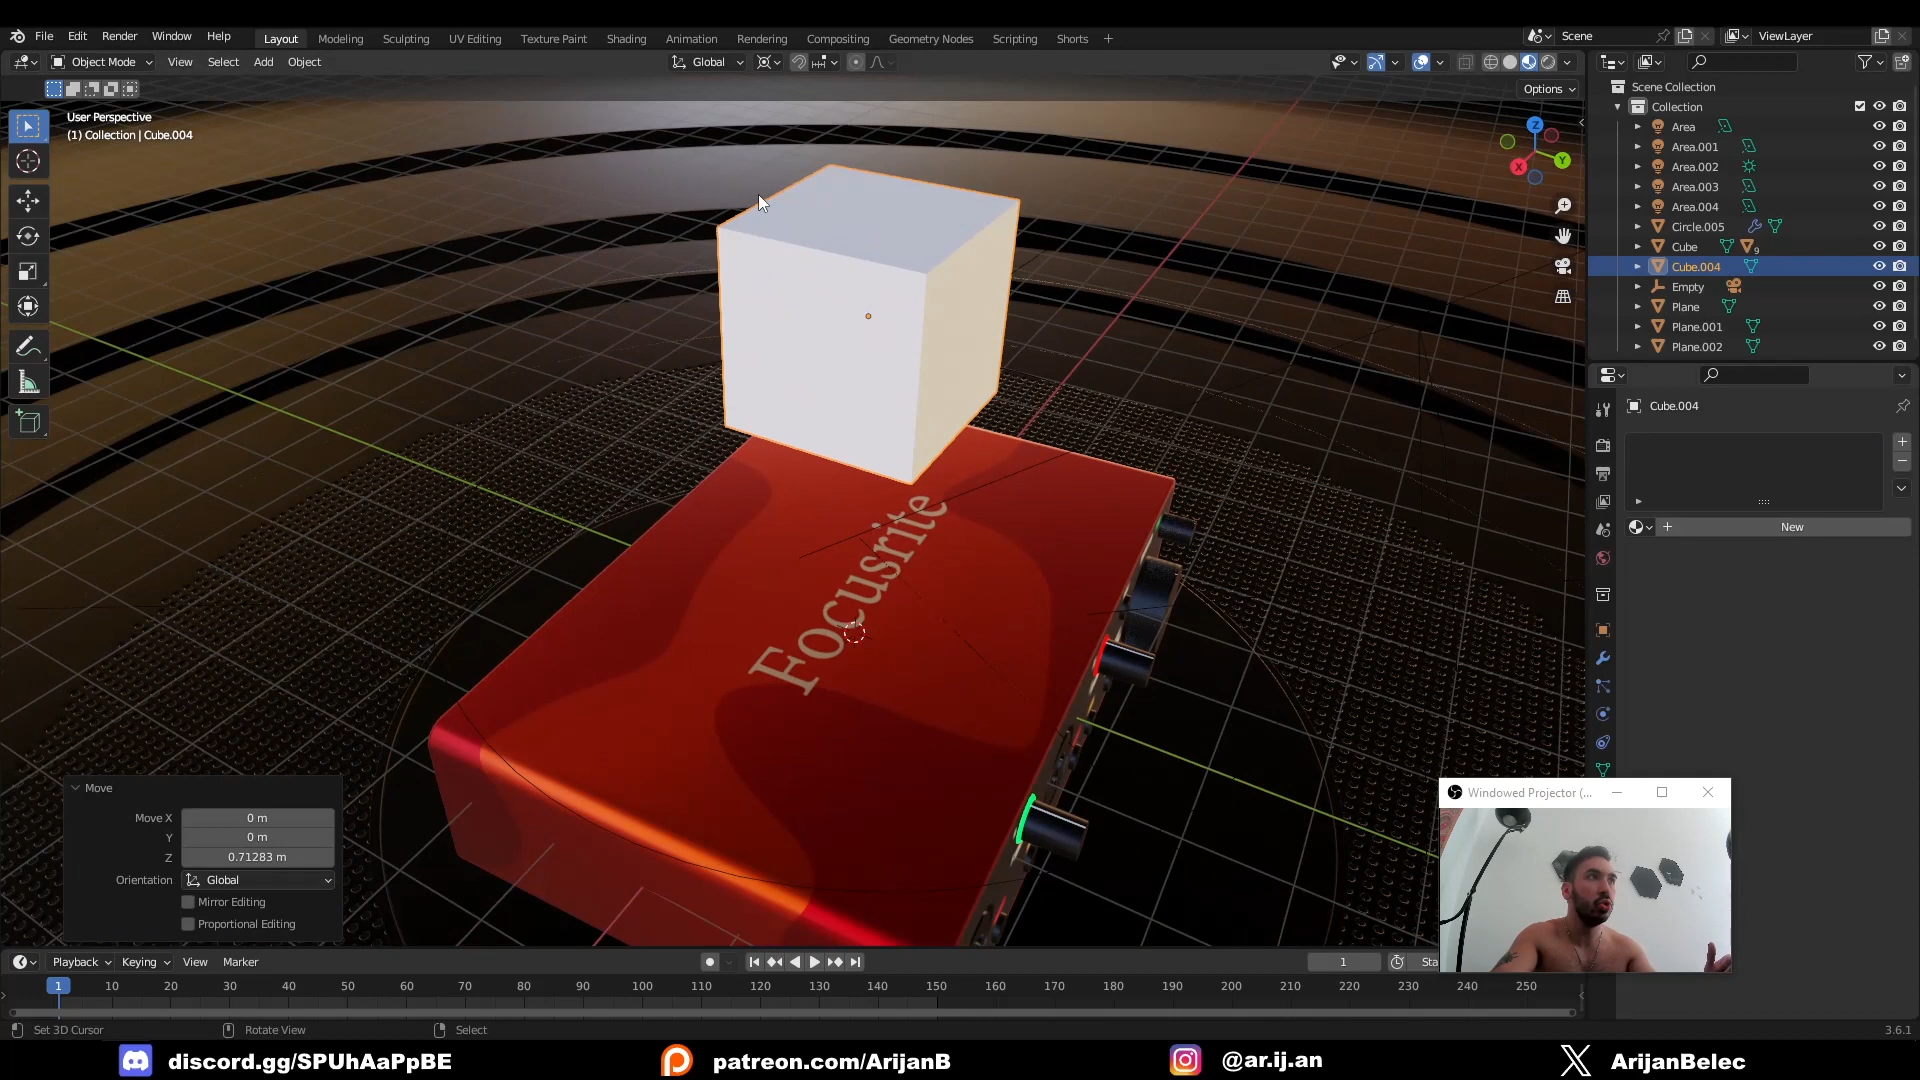 File Edit Render Window Help Layout Modeling Sculpting UV Editing Texture Paint Shading Animation Rendering Compositing Geometry Nodes Scripting Shorts + Scene ViewLayer
Object Mode View Select Add Object Global
Options
User Perspective
(1) Collection | Cube.004
Z
Y
X
Scene Collection
Collection
Area
Area.001
Area.002
Area.003
Area.004
Circle.005
Cube 9
Cube.004
Empty
Plane
Plane.001
Plane.002
Cube.004
New
Focusrite
Move
Move X 0 m
Y 0 m
Z 0.71283 m
Orientation Global
Mirror Editing
Proportional Editing
Windowed Projector (...
Playback Keying View Marker 1 Sta
1 10 20 30 40 50 60 70 80 90 100 110 120 130 140 150 160 170 180 190 200 210 220 230 240 250
Set 3D Cursor Rotate View Select 3.6.1
discord.gg/SPUhAaPpBE patreon.com/ArijanB @ar.ij.an ArijanBelec